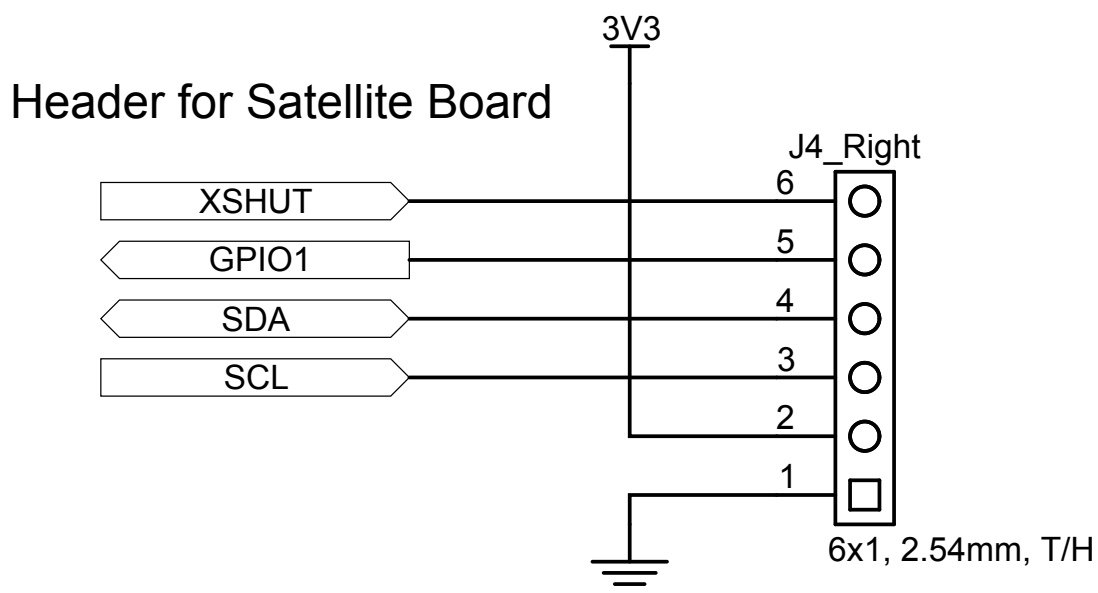 3V3
Header for Satellite Board
J4_Right
XSHUT 6
GPIO1 5
SDA 4
SCL 3
2
1
6x1, 2.54mm, T/H